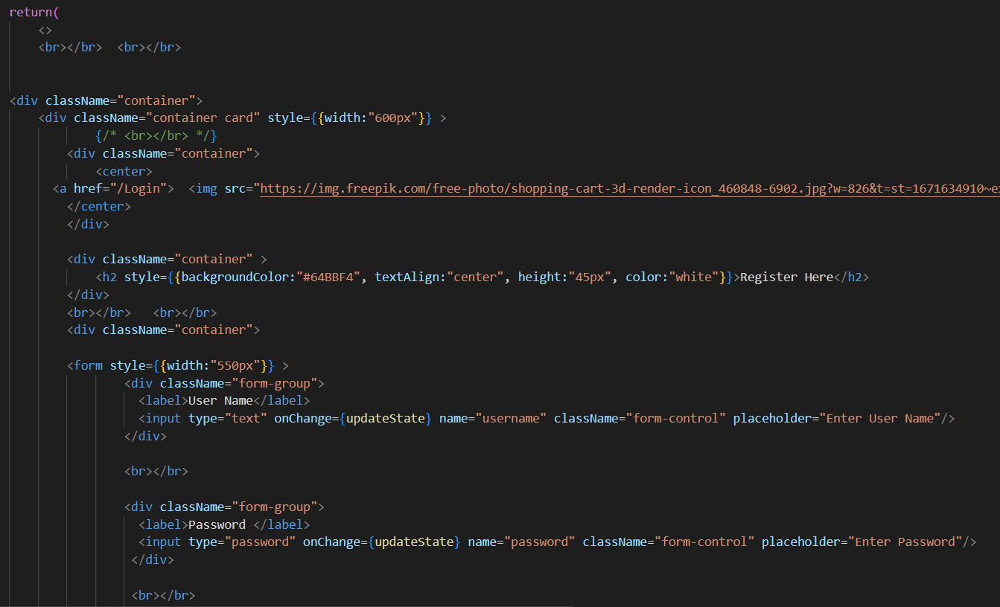 return(
<>
<br></br>  <br></br>
<div className="container">
<div className="container card" style={{width:"600px"}} >
{/* <br></br> */}
<div className="container">
<center>
<a href="/Login">  <img src="https://img.freepik.com/free-photo/shopping-cart-3d-render-icon_460848-6902.jpg?w=826&t=st=1671634910~e
</center>
</div>
<div className="container" >
<h2 style={{backgroundColor:"#64BBF4", textAlign:"center", height:"45px", color:"white"}}>Register Here</h2>
</div>
<br></br>   <br></br>
<div className="container">
<form style={{width:"550px"}} >
<div className="form-group">
<label>User Name</label>
<input type="text" onChange={updateState} name="username" className="form-control" placeholder="Enter User Name"/>
</div>
<br></br>
<div className="form-group">
<label>Password </label>
<input type="password" onChange={updateState} name="password" className="form-control" placeholder="Enter Password"/>
</div>
<br></br>